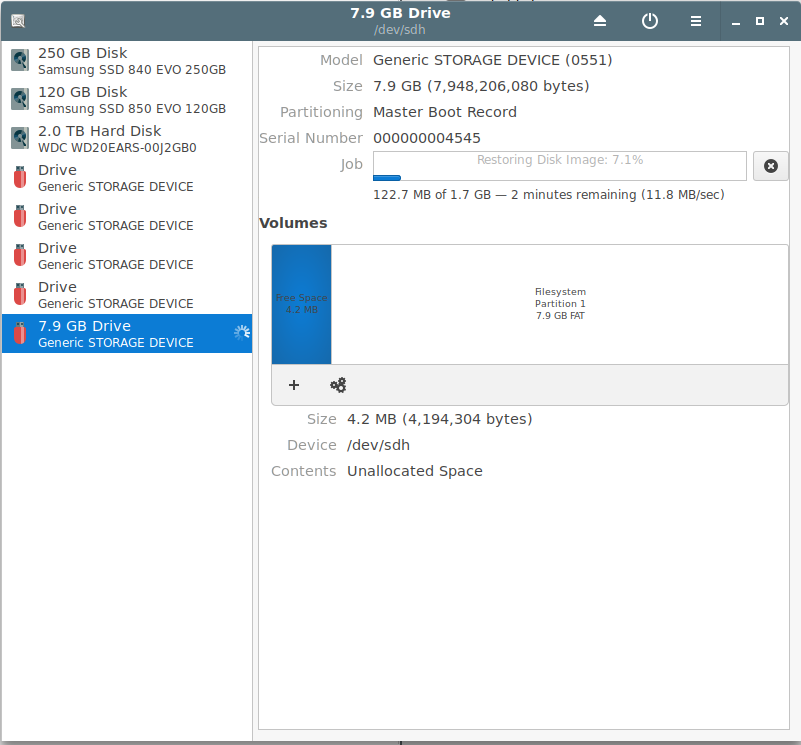 7.9 GB Drive
/dev/sdh
250 GB Disk
Samsung SSD 840 EVO 250GB
120 GB Disk
Samsung SSD 850 EVO 120GB
2.0 TB Hard Disk
WDC WD20EARS-00J2GB0
Drive
Generic STORAGE DEVICE
Drive
Generic STORAGE DEVICE
Drive
Generic STORAGE DEVICE
Drive
Generic STORAGE DEVICE
7.9 GB Drive
Generic STORAGE DEVICE
Model Generic STORAGE DEVICE (0551)
Size 7.9 GB (7,948,206,080 bytes)
Partitioning Master Boot Record
Serial Number 000000004545
Job Restoring Disk Image: 7.1%
122.7 MB of 1.7 GB — 2 minutes remaining (11.8 MB/sec)
Volumes
Free Space
4.2 MB
Filesystem
Partition 1
7.9 GB FAT
Size 4.2 MB (4,194,304 bytes)
Device /dev/sdh
Contents Unallocated Space